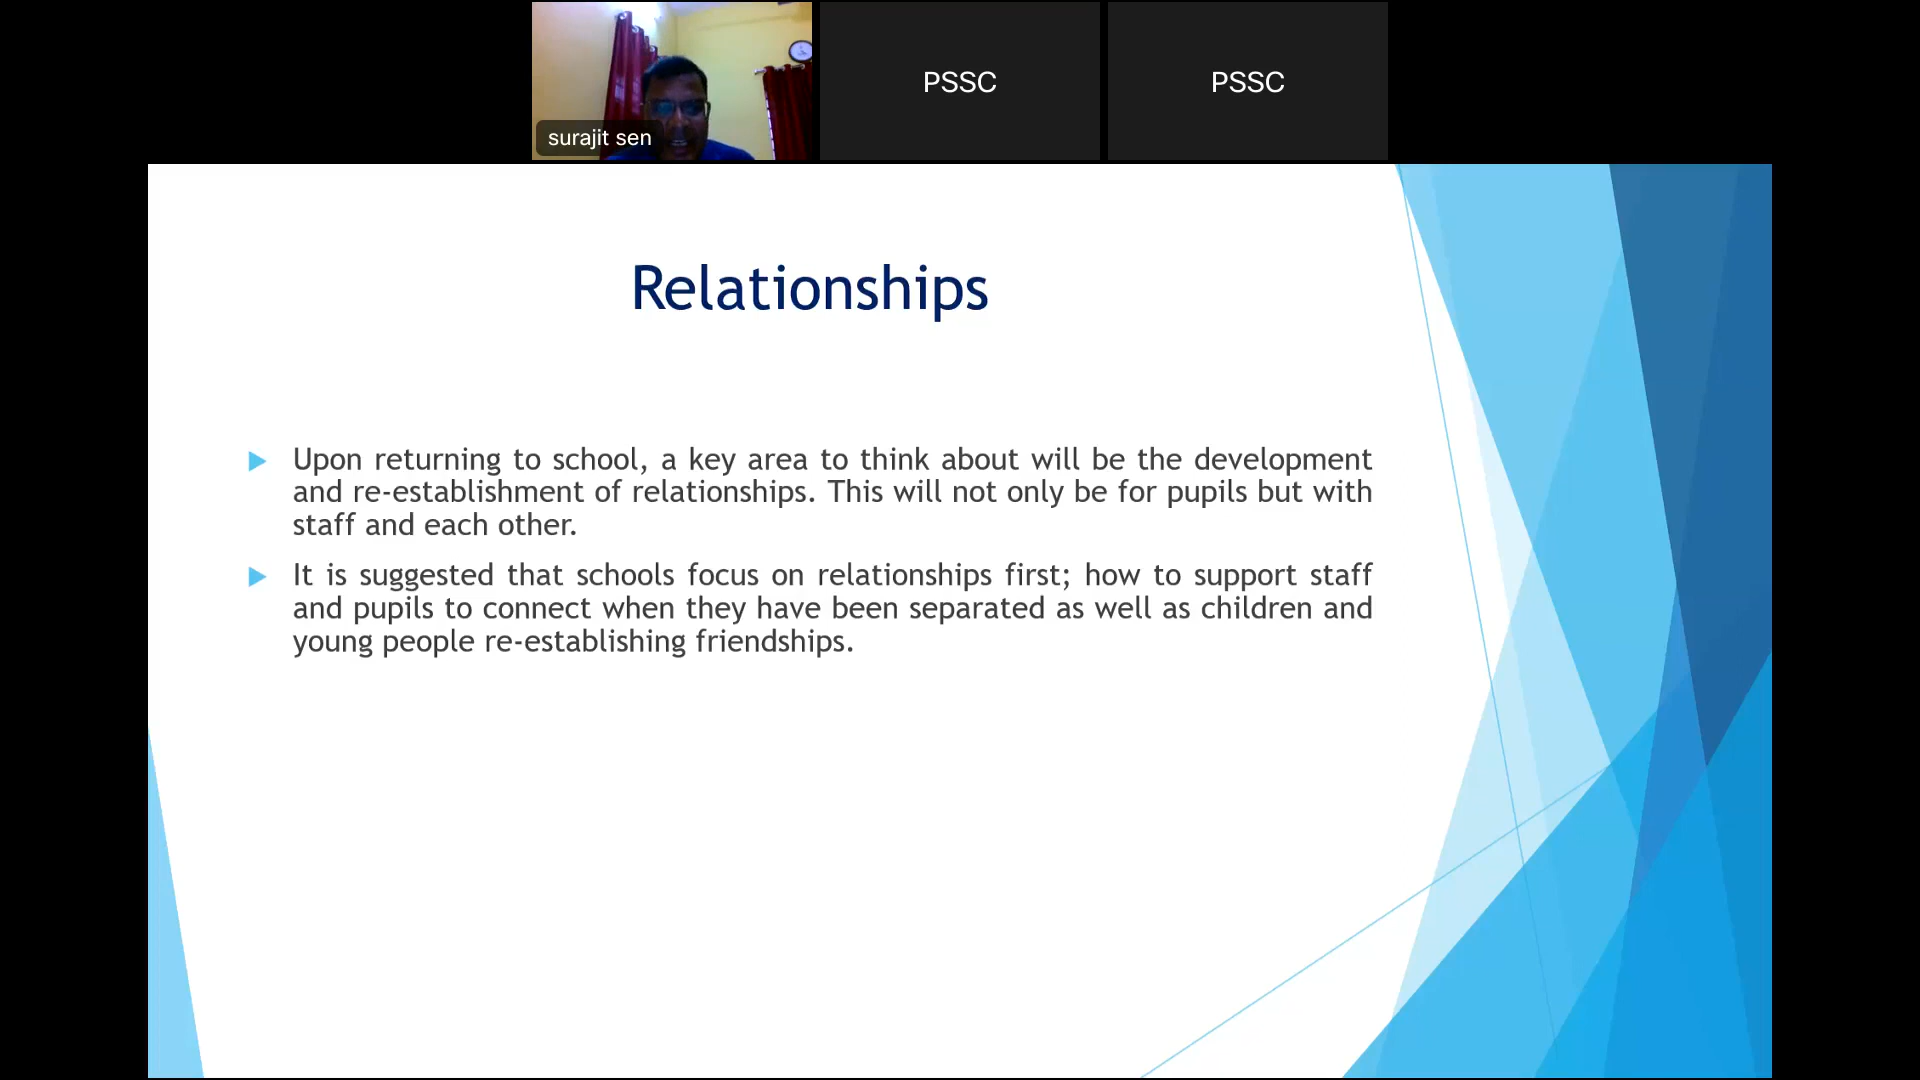 surajit sen
PSSC
PSSC
Relationships
Upon returning to school, a key area to think about will be the development
and re-establishment of relationships. This will not only be for pupils but with
staff and each other.
It is suggested that schools focus on relationships first; how to support staff
and pupils to connect when they have been separated as well as children and
young people re-establishing friendships.